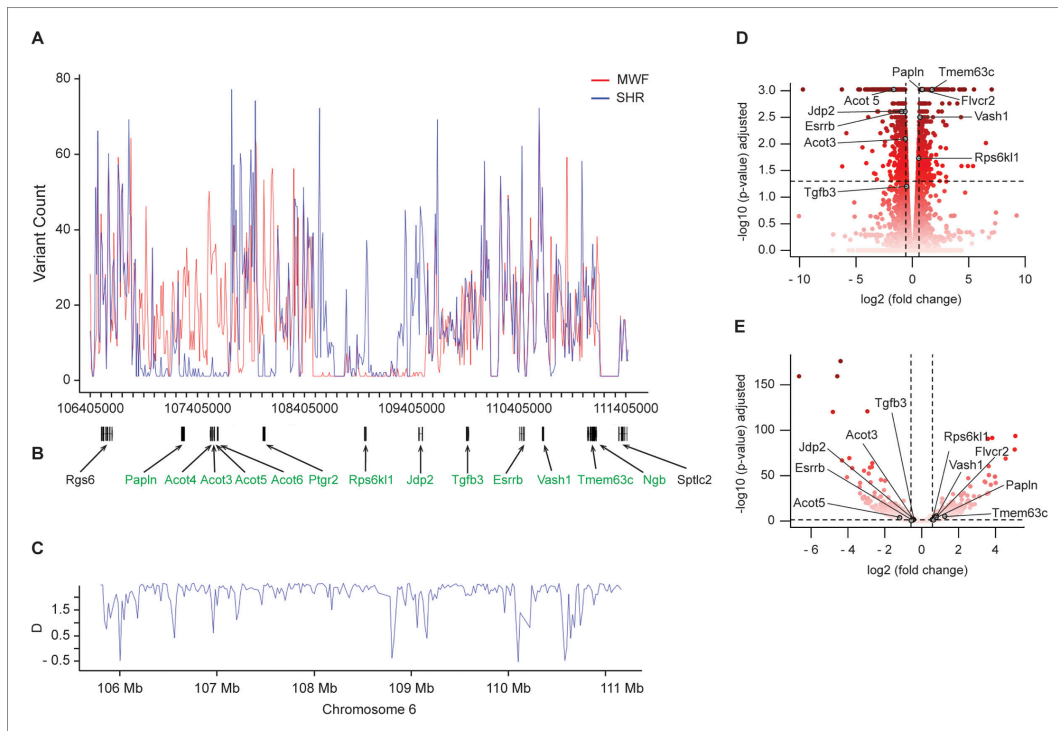 A
80
60
40
20
0
Variant Count
MWF
SHR
106405000 107405000 108405000 109405000 110405000 111405000
B
Rgs6 Papln Acot4 Acot3 Acot5 Acot6 Ptgr2 Rps6kl1 Jdp2 Tgfb3 Esrrb Vash1 Tmem63c Ngb Sptlc2
C
D
1.5
0.5
- 0.5
106 Mb 107 Mb 108 Mb 109 Mb 110 Mb 111 Mb
Chromosome 6
D
-log10 (p-value) adjusted
3.0
2.5
2.0
1.5
1.0
0.5
0.0
Papln
Tmem63c
Acot 5
Flvcr2
Jdp2
Vash1
Esrrb
Acot3
Rps6kl1
Tgfb3
-10 -5 0 5 10
log2 (fold change)
E
-log10 (p-value) adjusted
150
100
50
0
Tgfb3
Jdp2
Acot3
Esrrb
Acot5
Rps6kl1
Flvcr2
Vash1
Papln
Tmem63c
- 6 - 4 - 2 0 2 4
log2 (fold change)